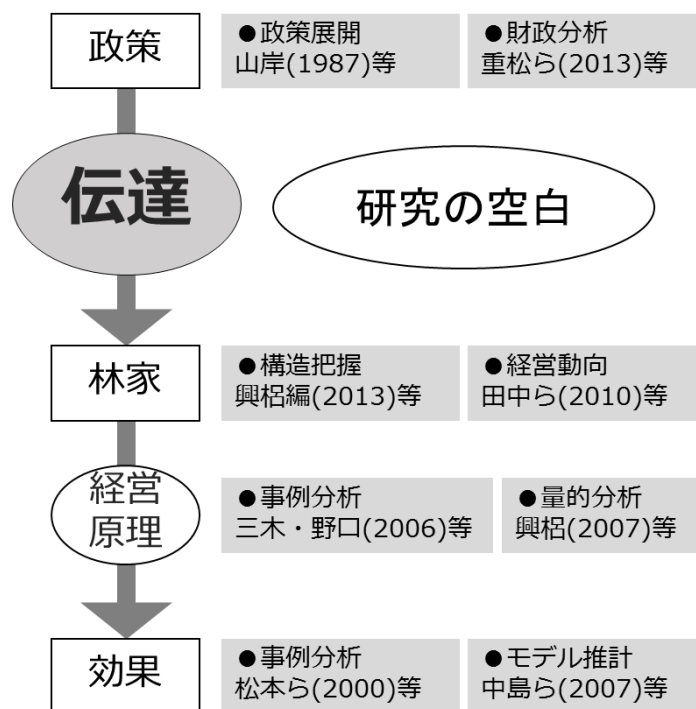 政策
●政策展開
山岸(1987)等
●財政分析
重松ら(2013)等
伝達
研究の空白
林家
●構造把握
興梠編(2013)等
●経営動向
田中ら(2010)等
経営
原理
●事例分析
三木・野口(2006)等
●量的分析
興梠(2007)等
効果
●事例分析
松本ら(2000)等
●モデル推計
中島ら(2007)等